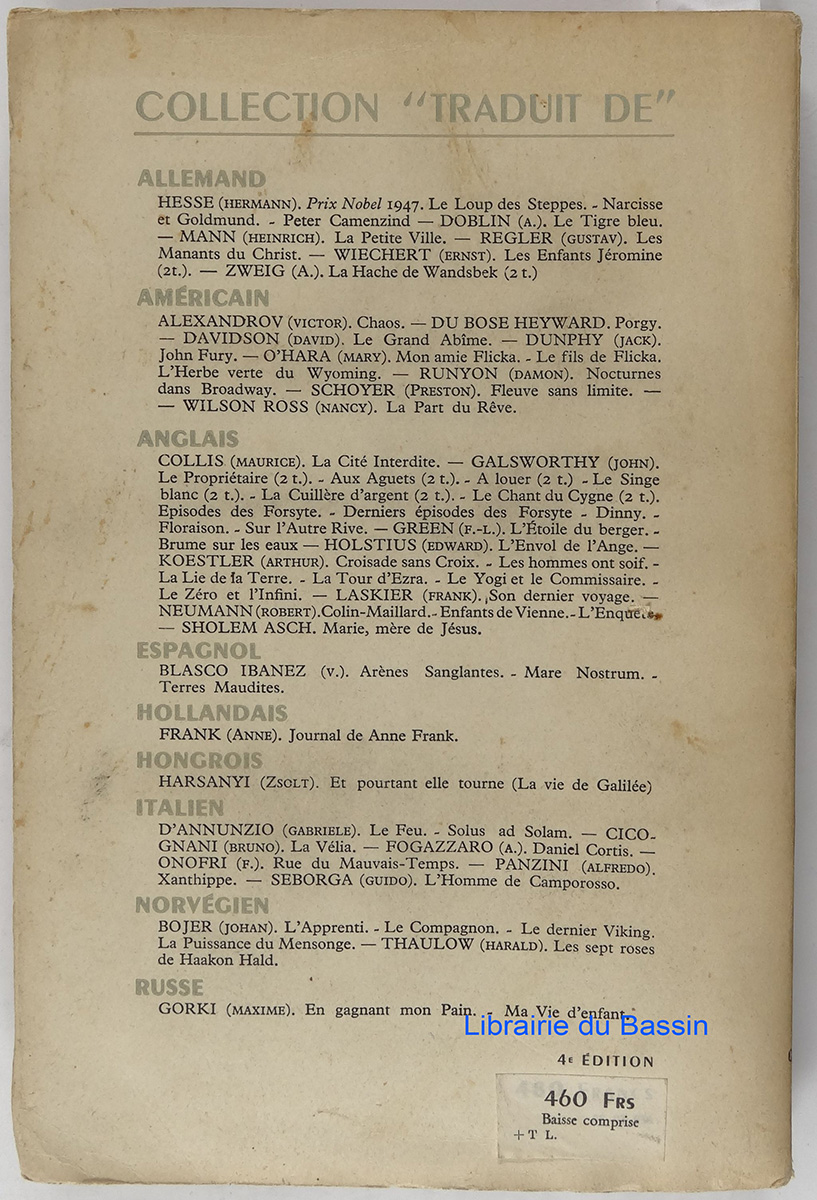 COLLECTION "TRADUIT DE"
ALLEMAND
HESSE (HERMANN). Prix Nobel 1947. Le Loup des Steppes. - Narcisse
et Goldmund. - Peter Camenzind — DOBLIN (A.). Le Tigre bleu.
— MANN (HEINRICH). La Petite Ville. — REGLER (GUSTAV). Les
Manants du Christ. — WIECHERT (ERNST). Les Enfants Jéromine
(2t.). — ZWEIG (A.). La Hache de Wandsbek (2 t.)
AMÉRICAIN
ALEXANDROV (VICTOR). Chaos. — DU BOSE HEYWARD. Porgy.
— DAVIDSON (DAVID). Le Grand Abîme. — DUNPHY (JACK).
John Fury. — O'HARA (MARY). Mon amie Flicka. - Le fils de Flicka.
L'Herbe verte du Wyoming. — RUNYON (DAMON). Nocturnes
dans Broadway. — SCHOYER (PRESTON). Fleuve sans limite. —
— WILSON ROSS (NANCY). La Part du Rêve.
ANGLAIS
COLLIS (MAURICE). La Cité Interdite. — GALSWORTHY (JOHN).
Le Propriétaire (2 t.). - Aux Aguets (2 t.). - A louer (2 t.) - Le Singe
blanc (2 t.). - La Cuillère d'argent (2 t.). - Le Chant du Cygne (2 t.).
Episodes des Forsyte. - Derniers épisodes des Forsyte - Dinny. -
Floraison. - Sur l'Autre Rive. — GREEN (F.-L.). L'Étoile du berger. -
Brume sur les eaux — HOLSTIUS (EDWARD). L'Envol de l'Ange. —
KOESTLER (ARTHUR). Croisade sans Croix. - Les hommes ont soif. -
La Lie de la Terre. - La Tour d'Ezra. - Le Yogi et le Commissaire. -
Le Zéro et l'Infini. — LASKIER (FRANK). Son dernier voyage. —
NEUMANN (ROBERT). Colin-Maillard. - Enfants de Vienne. -
— SHOLEM ASCH. Marie, mère de Jésus.
ESPAGNOL
BLASCO IBANEZ (V.). Arènes Sanglantes. - Mare Nostrum. -
Terres Maudites.
HOLLANDAIS
FRANK (ANNE). Journal de Anne Frank.
HONGROIS
HARSANYI (ZSOLT). Et pourtant elle tourne (La vie de Galilée)
ITALIEN
D'ANNUNZIO (GABRIELE). Le Feu. - Solus ad Solam. — CICO-
GNANI (BRUNO). La Vélia. — FOGAZZARO (A.). Daniel Cortis. —
ONOFRI (F.). Rue du Mauvais-Temps. — PANZINI (ALFREDO).
Xanthippe. — SEBORGA (GUIDO). L'Homme de Camporosso.
NORVÉGIEN
BOJER (JOHAN). L'Apprenti. - Le Compagnon. - Le dernier Viking.
La Puissance du Mensonge. — THAULOW (HARALD). Les sept roses
de Haakon Hald.
RUSSE
GORKI (MAXIME). En gagnant mon Pain. - Ma Vie d'enfant.
Librairie du Bassin
4e ÉDITION
460 FRS
Baisse comprise
+ T L.